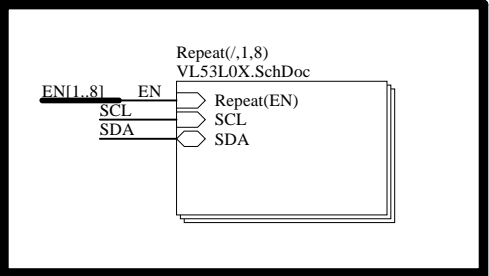 Repeat(/,1,8)
VL53L0X.SchDoc
EN[1..8] EN Repeat(EN)
SCL SCL
SDA SDA